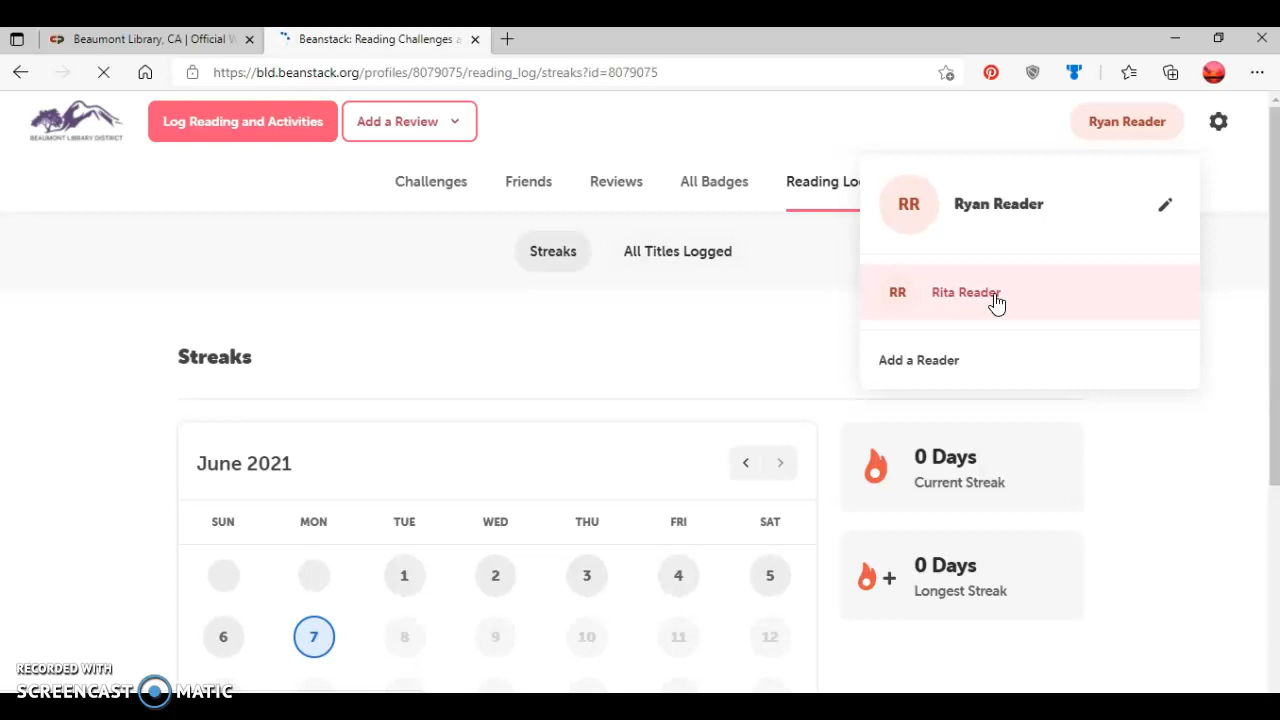 Beaumont Library, CA | Official W
Beanstack: Reading Challenges a
https://bld.beanstack.org/profiles/8079075/reading_log/streaks?id=8079075
BEAUMONT LIBRARY DISTRICT
Log Reading and Activities
Add a Review
Ryan Reader
Challenges
Friends
Reviews
All Badges
Reading Lo
RR
Ryan Reader
Streaks
All Titles Logged
RR
Rita Reader
Add a Reader
Streaks
June 2021
SUN MON TUE WED THU FRI SAT
1 2 3 4 5
6 7 8 9 10 11 12
0 Days
Current Streak
0 Days
Longest Streak
RECORDED WITH
SCREENCAST MATIC